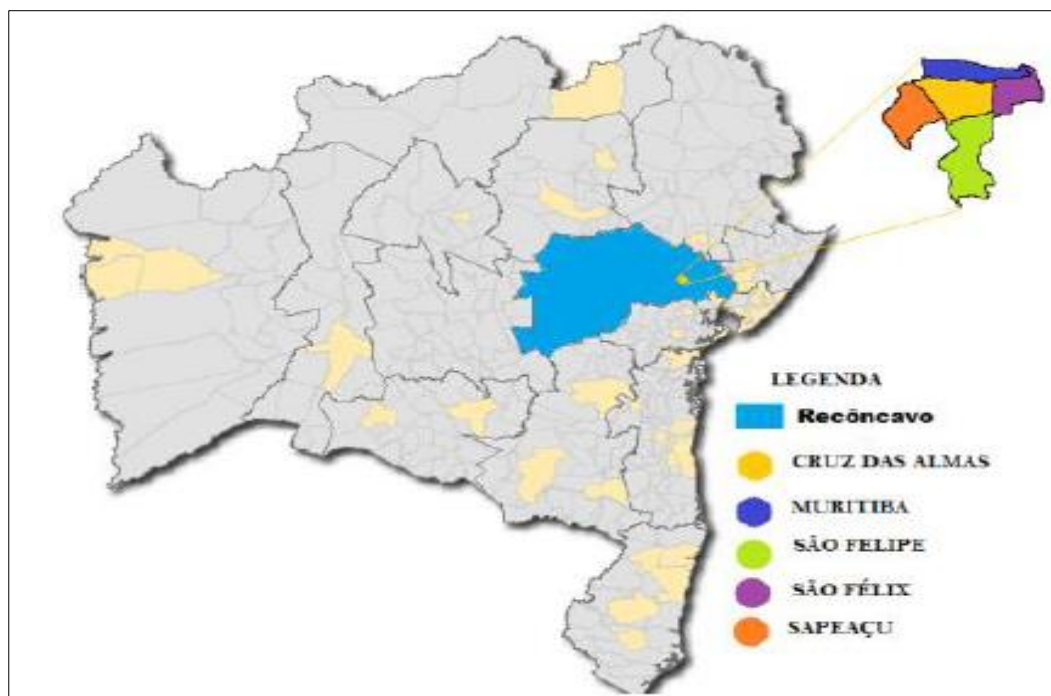 LEGENDA
Recôncavo
CRUZ DAS ALMAS
MURITIBA
SÃO FELIPE
SÃO FÉLIX
SAPEAÇU